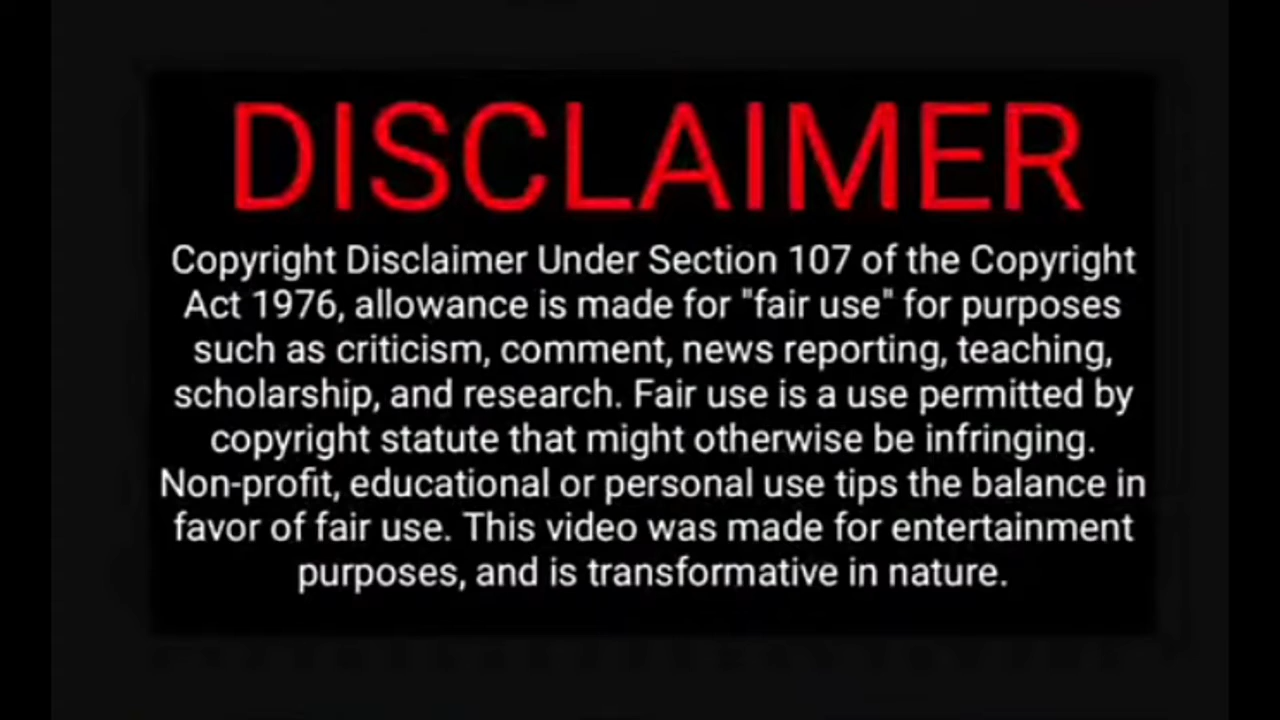 DISCLAIMER
Copyright Disclaimer Under Section 107 of the Copyright
Act 1976, allowance is made for "fair use" for purposes
such as criticism, comment, news reporting, teaching,
scholarship, and research. Fair use is a use permitted by
copyright statute that might otherwise be infringing.
Non-profit, educational or personal use tips the balance in
favor of fair use. This video was made for entertainment
purposes, and is transformative in nature.